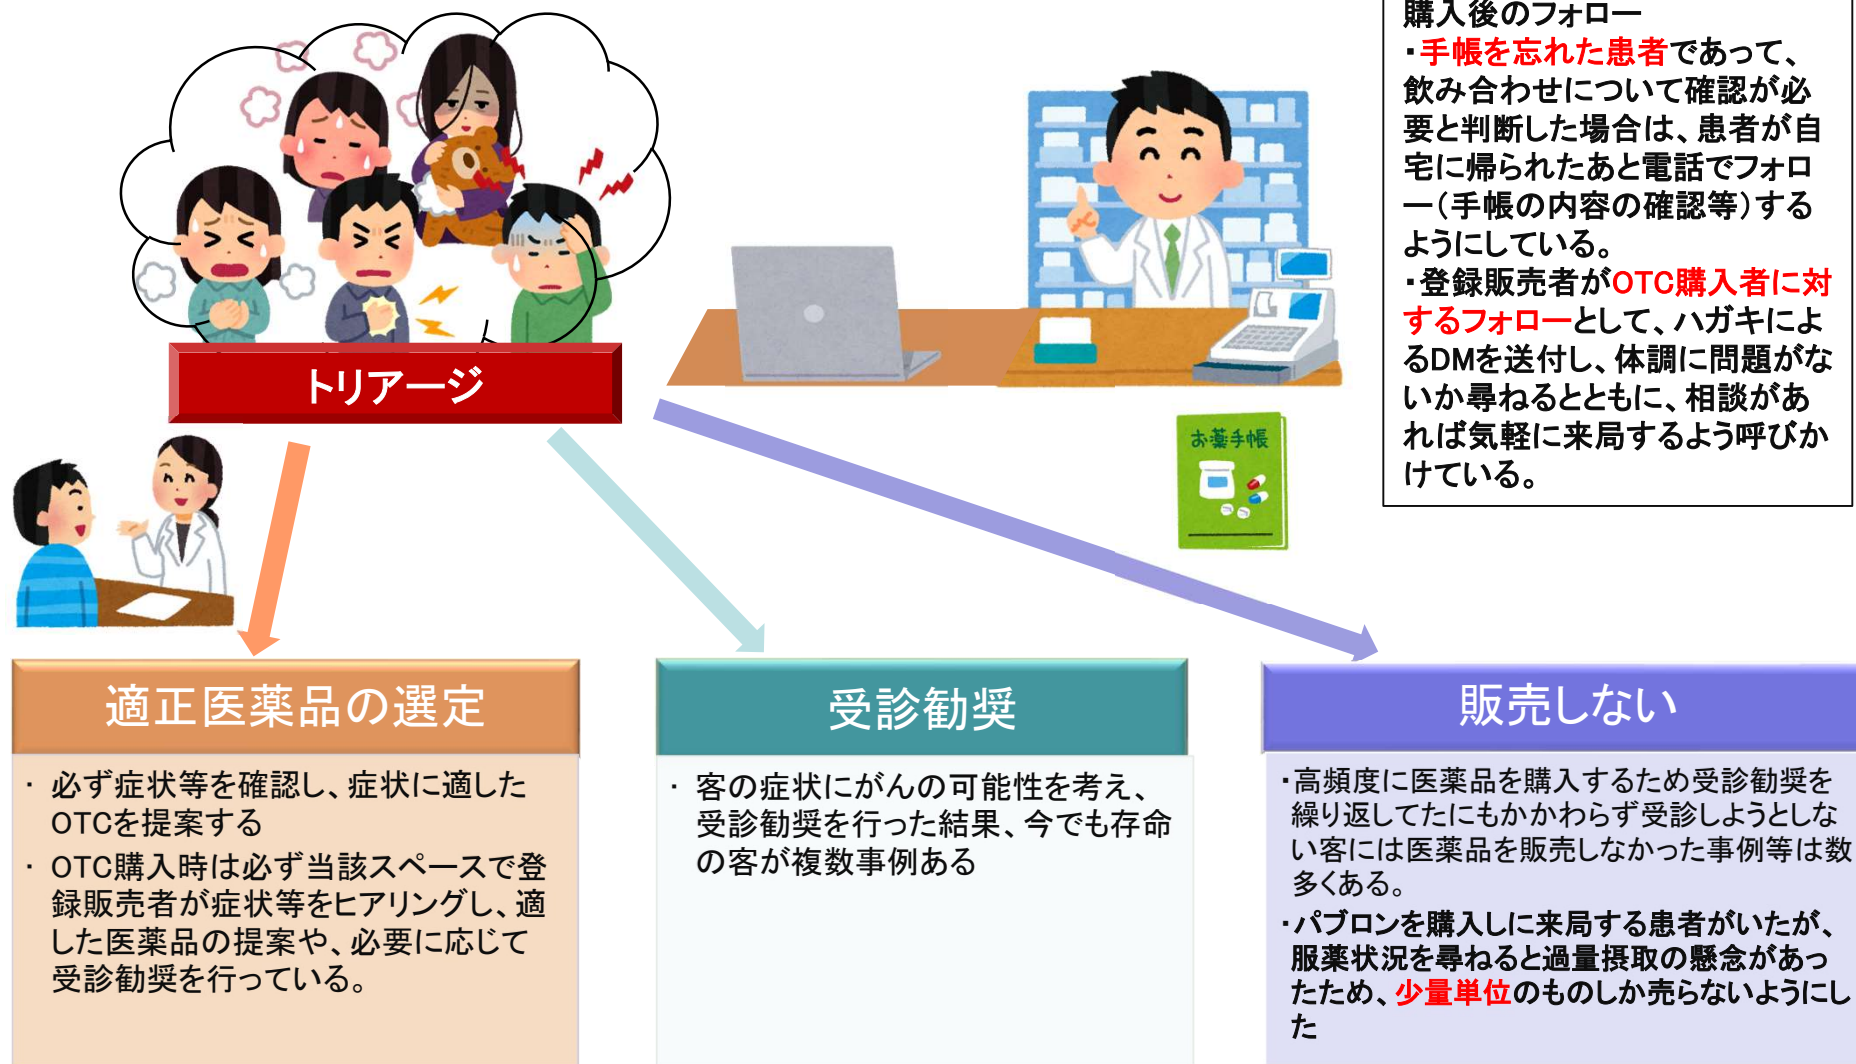 購入後のフォロー
・手帳を忘れた患者であって、
飲み合わせについて確認が必
要と判断した場合は、患者が自
宅に帰られたあと電話でフォロ
ー(手帳の内容の確認等)する
ようにしている。
・登録販売者がOTC購入者に対
するフォローとして、ハガキによ
るDMを送付し、体調に問題がな
いか尋ねるとともに、相談があ
れば気軽に来局するよう呼びか
けている。
トリアージ
お薬手帳
適正医薬品の選定
・ 必ず症状等を確認し、症状に適した
OTCを提案する
・ OTC購入時は必ず当該スペースで登
録販売者が症状等をヒアリングし、適
した医薬品の提案や、必要に応じて
受診勧奨を行っている。
受診勧奨
・ 客の症状にがんの可能性を考え、
受診勧奨を行った結果、今でも存命
の客が複数事例ある
販売しない
・高頻度に医薬品を購入するため受診勧奨を
繰り返してたにもかかわらず受診しようとしな
い客には医薬品を販売しなかった事例等は数
多くある。
・パブロンを購入しに来局する患者がいたが、
服薬状況を尋ねると過量摂取の懸念があっ
たため、少量単位のものしか売らないようにし
た